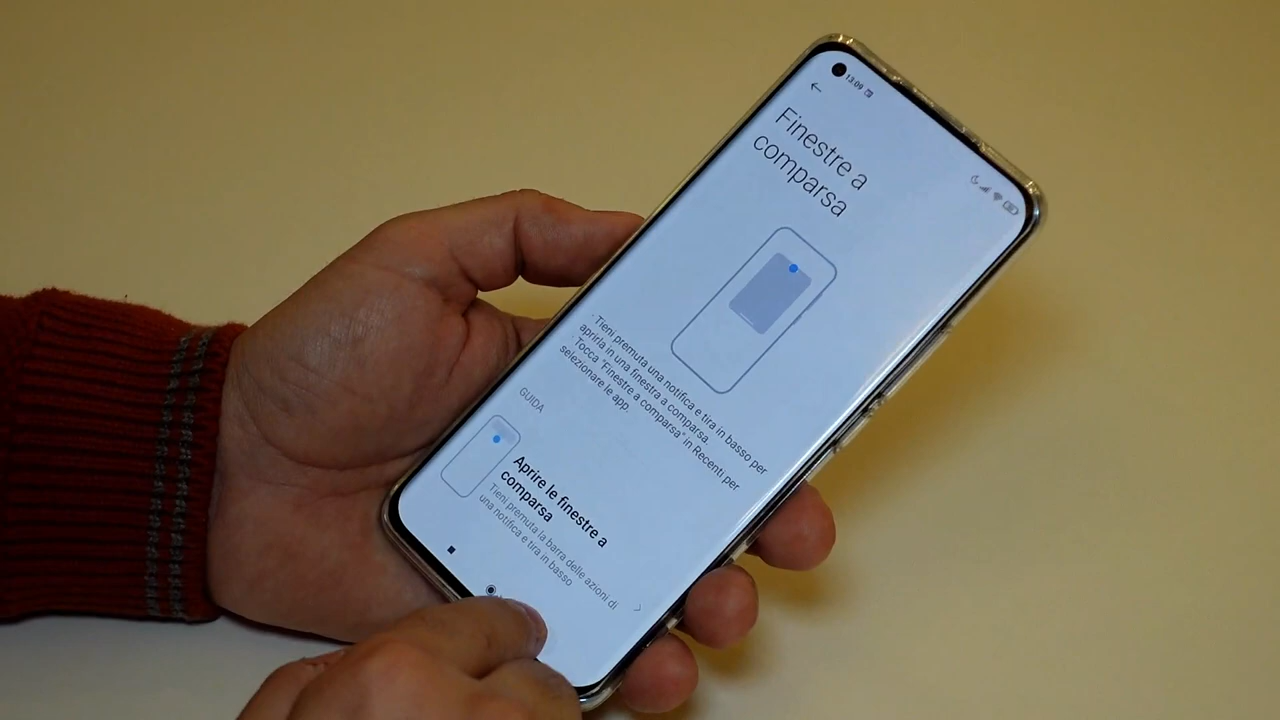 13:09
Finestre a
comparsa
· Tieni premuta una notifica e tira in basso per
aprirla in una finestra a comparsa.
· Tocca "Finestre a comparsa" in Recenti per
selezionare le app.
GUIDA
Aprire le finestre a
comparsa
Tieni premuta la barra delle azioni di
una notifica e tira in basso